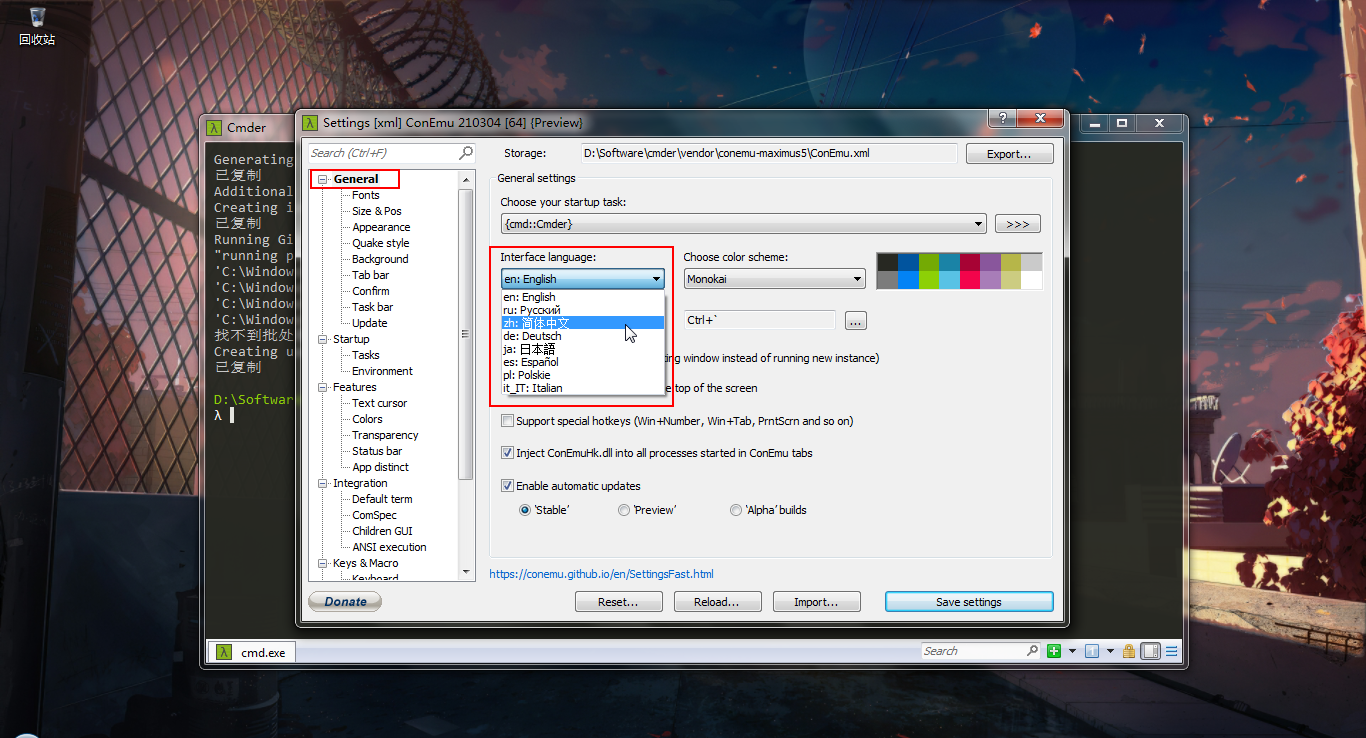 回收站
Cmder
Settings [xml] ConEmu 210304 [64] {Preview}
Generating
已复制
Additional
Creating i
已复制
Running Gi
"running p
'C:\Window
'C:\Window
'C:\Window
'C:\Window
找不到批处
Creating u
已复制
D:\Softwar
λ
Search (Ctrl+F)
General
Fonts
Size & Pos
Appearance
Quake style
Background
Tab bar
Confirm
Task bar
Update
Startup
Tasks
Environment
Features
Text cursor
Colors
Transparency
Status bar
App distinct
Integration
Default term
ComSpec
Children GUI
ANSI execution
Keys & Macro
Keyboard
Storage:
D:\Software\cmder\vendor\conemu-maximus5\ConEmu.xml
Export...
General settings
Choose your startup task:
{cmd::Cmder}
>>>
Interface language:
en: English
en: English
ru: Русский
zh: 简体中文
de: Deutsch
ja: 日本語
es: Español
pl: Polskie
it_IT: Italian
Choose color scheme:
Monokai
Ctrl+`
...
ing window instead of running new instance)
e top of the screen
Support special hotkeys (Win+Number, Win+Tab, PrntScrn and so on)
Inject ConEmuHk.dll into all processes started in ConEmu tabs
Enable automatic updates
'Stable'
'Preview'
'Alpha' builds
https://conemu.github.io/en/SettingsFast.html
Donate
Reset...
Reload...
Import...
Save settings
cmd.exe
Search